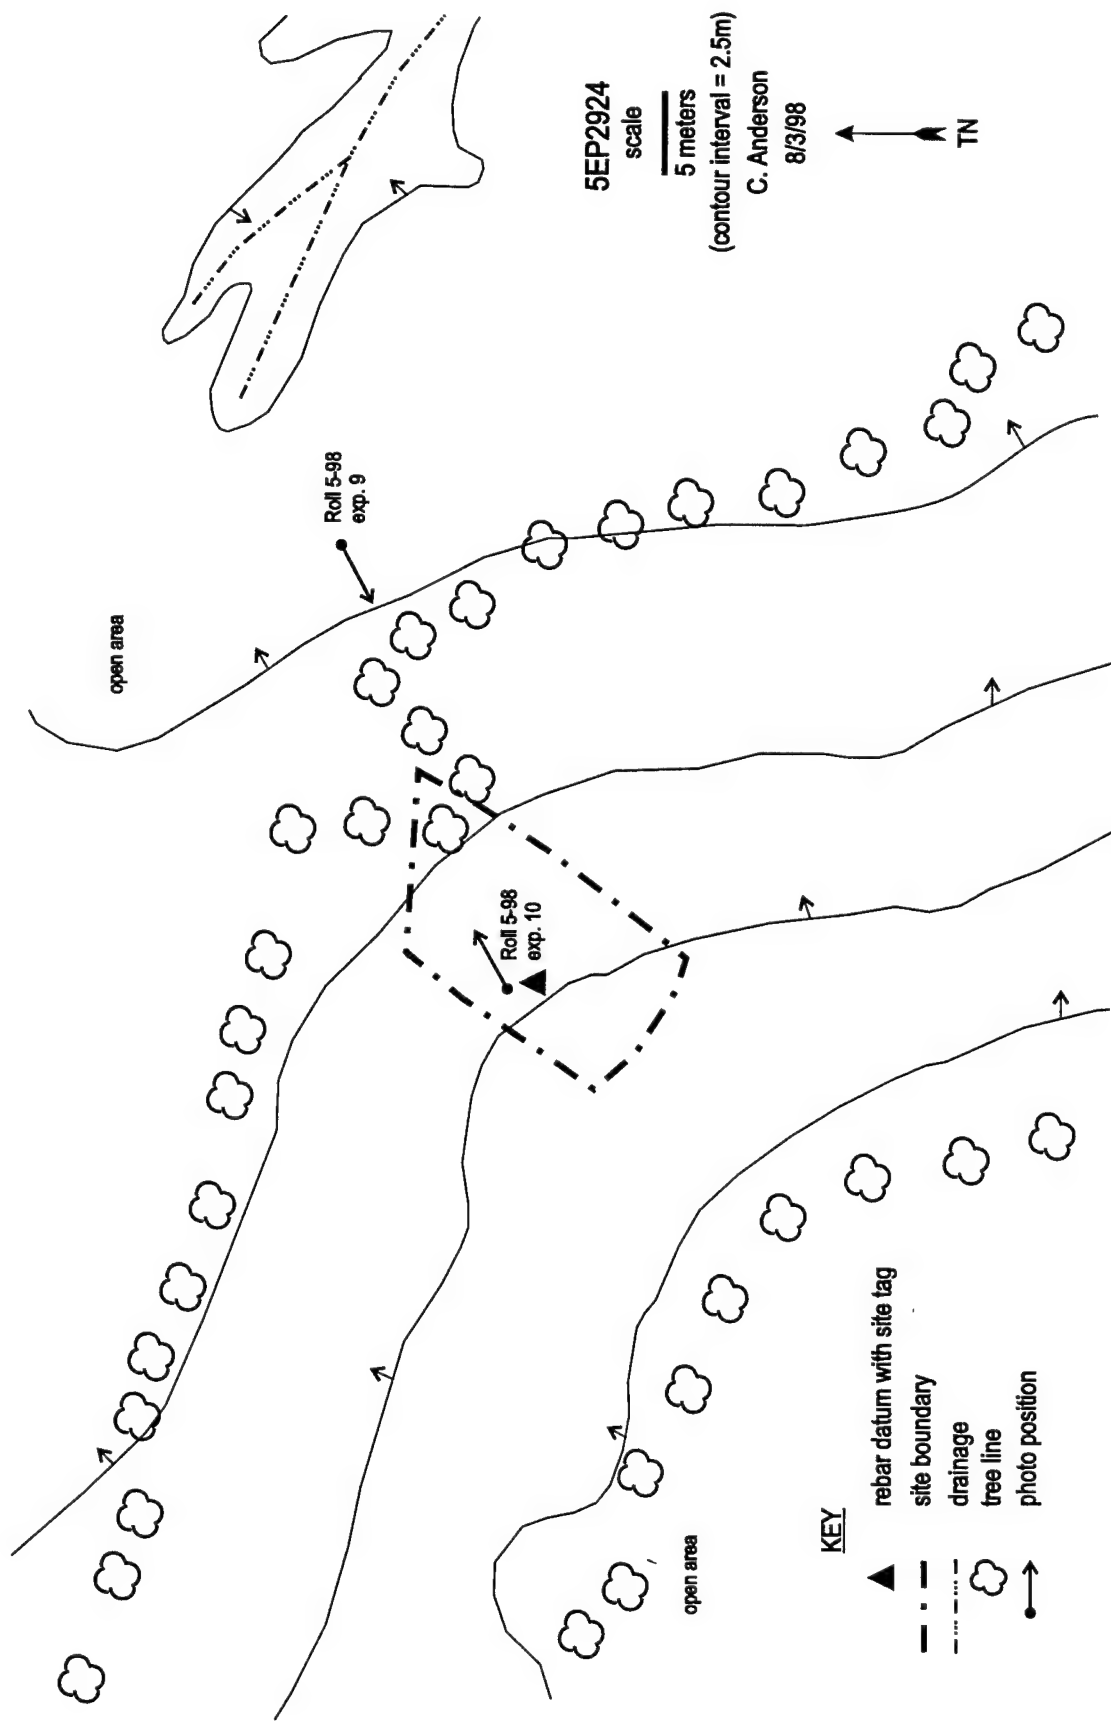 open area
Roll 5-98
exp. 9
Roll 5-98
exp. 10
open area
5EP2924
scale
5 meters
(contour interval = 2.5m)
C. Anderson
8/3/98
TN
KEY
rebar datum with site tag
site boundary
drainage
tree line
photo position